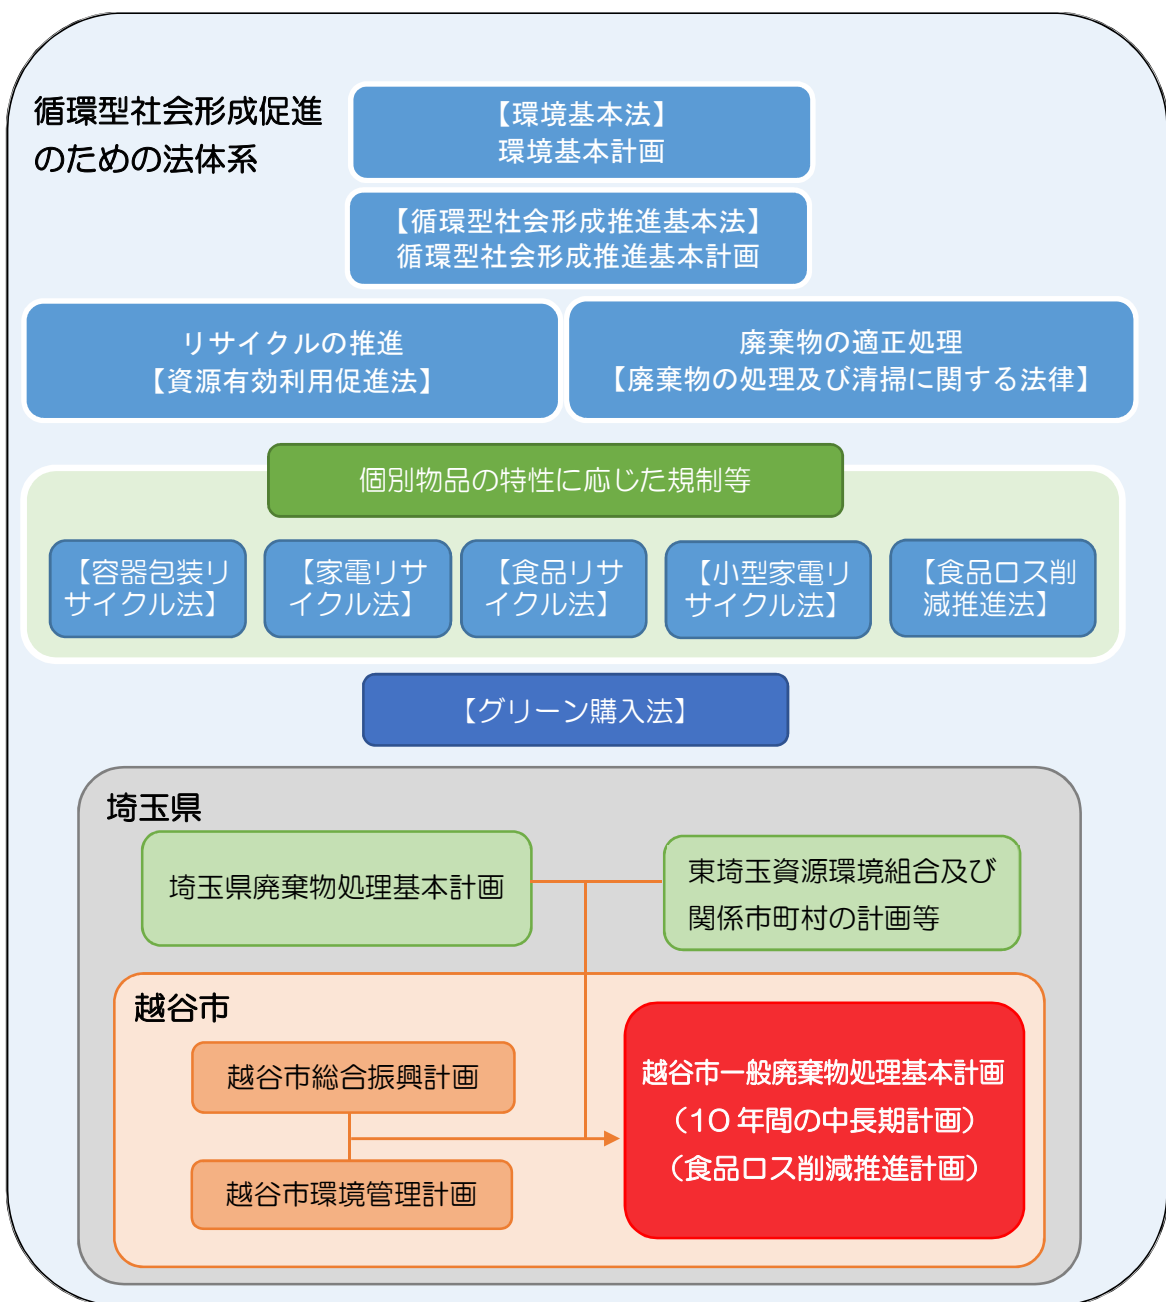 循環型社会形成促進
のための法体系
【環境基本法】
環境基本計画
【循環型社会形成推進基本法】
循環型社会形成推進基本計画
リサイクルの推進
【資源有効利用促進法】
廃棄物の適正処理
【廃棄物の処理及び清掃に関する法律】
個別物品の特性に応じた規制等
【容器包装リ
サイクル法】
【家電リサ
イクル法】
【食品リサ
イクル法】
【小型家電リ
サイクル法】
【食品ロス削
減推進法】
【グリーン購入法】
埼玉県
埼玉県廃棄物処理基本計画
東埼玉資源環境組合及び
関係市町村の計画等
越谷市
越谷市総合振興計画
越谷市環境管理計画
越谷市一般廃棄物処理基本計画
（10年間の中長期計画）
（食品ロス削減推進計画）